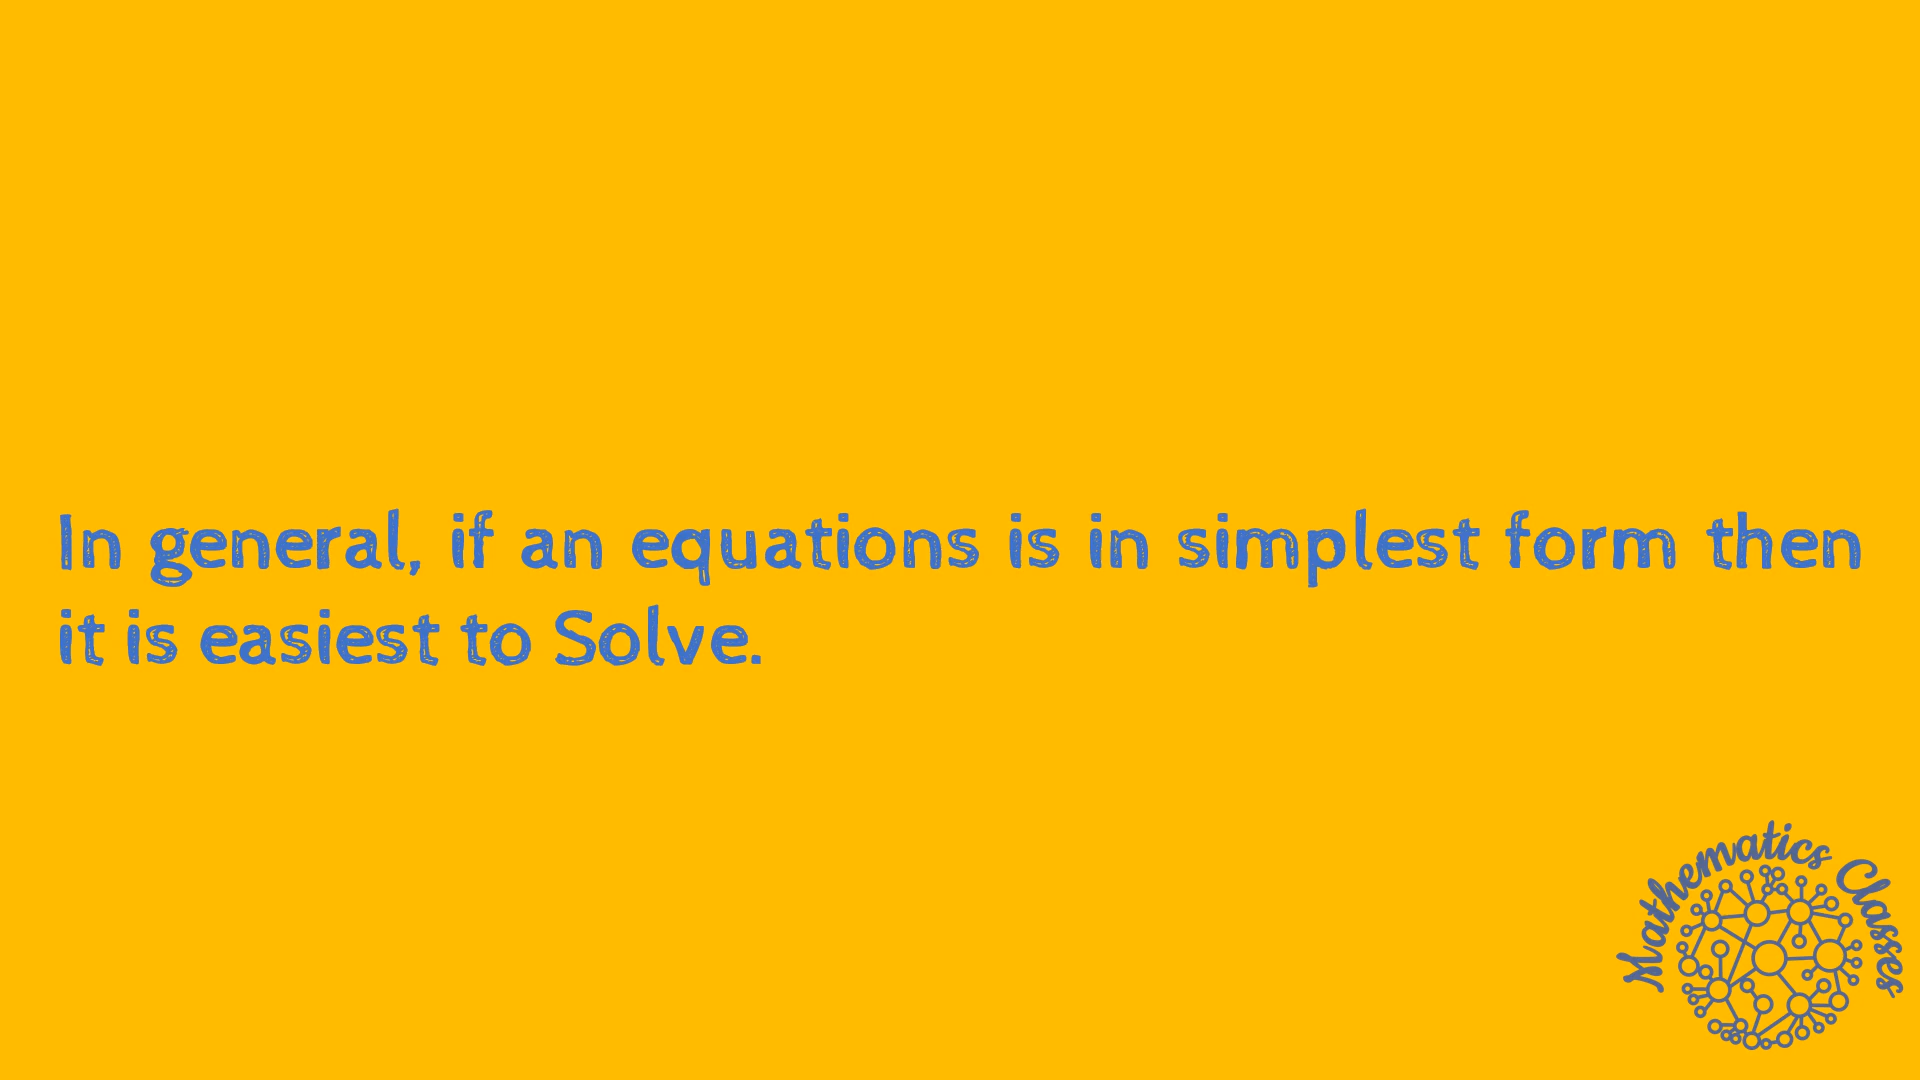 In general, if an equations is in simplest form then
it is easiest to Solve.
Mathematics Classes